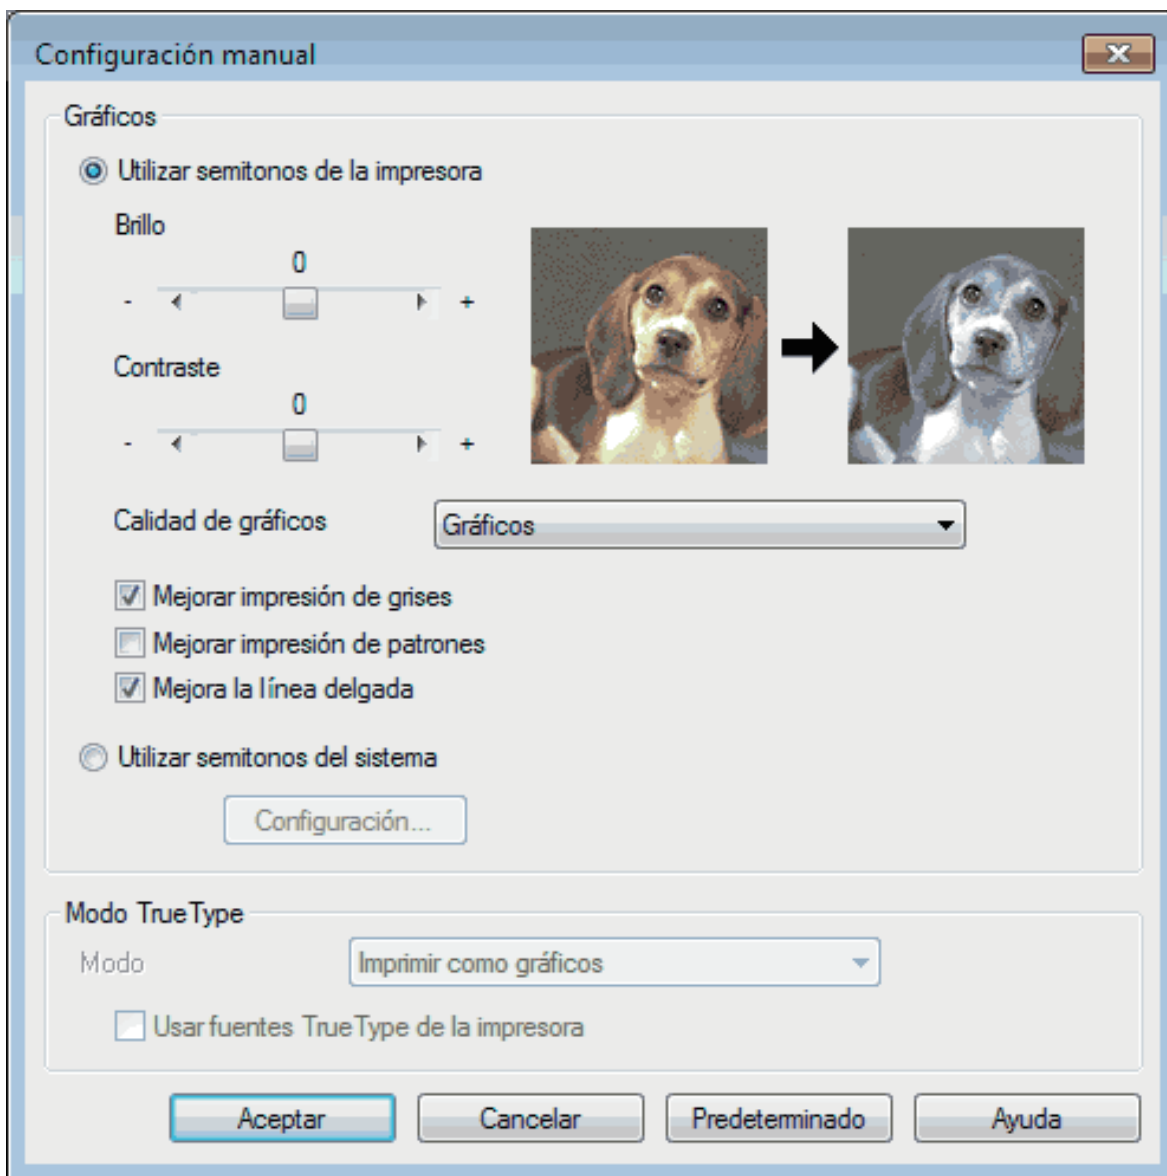 Configuración manual
Gráficos
Utilizar semitonos de la impresora
Brillo
0
- +
Contraste
0
- +
Calidad de gráficos Gráficos
Mejorar impresión de grises
Mejorar impresión de patrones
Mejora la línea delgada
Utilizar semitonos del sistema
Configuración...
Modo TrueType
Modo Imprimir como gráficos
Usar fuentes TrueType de la impresora
Aceptar Cancelar Predeterminado Ayuda